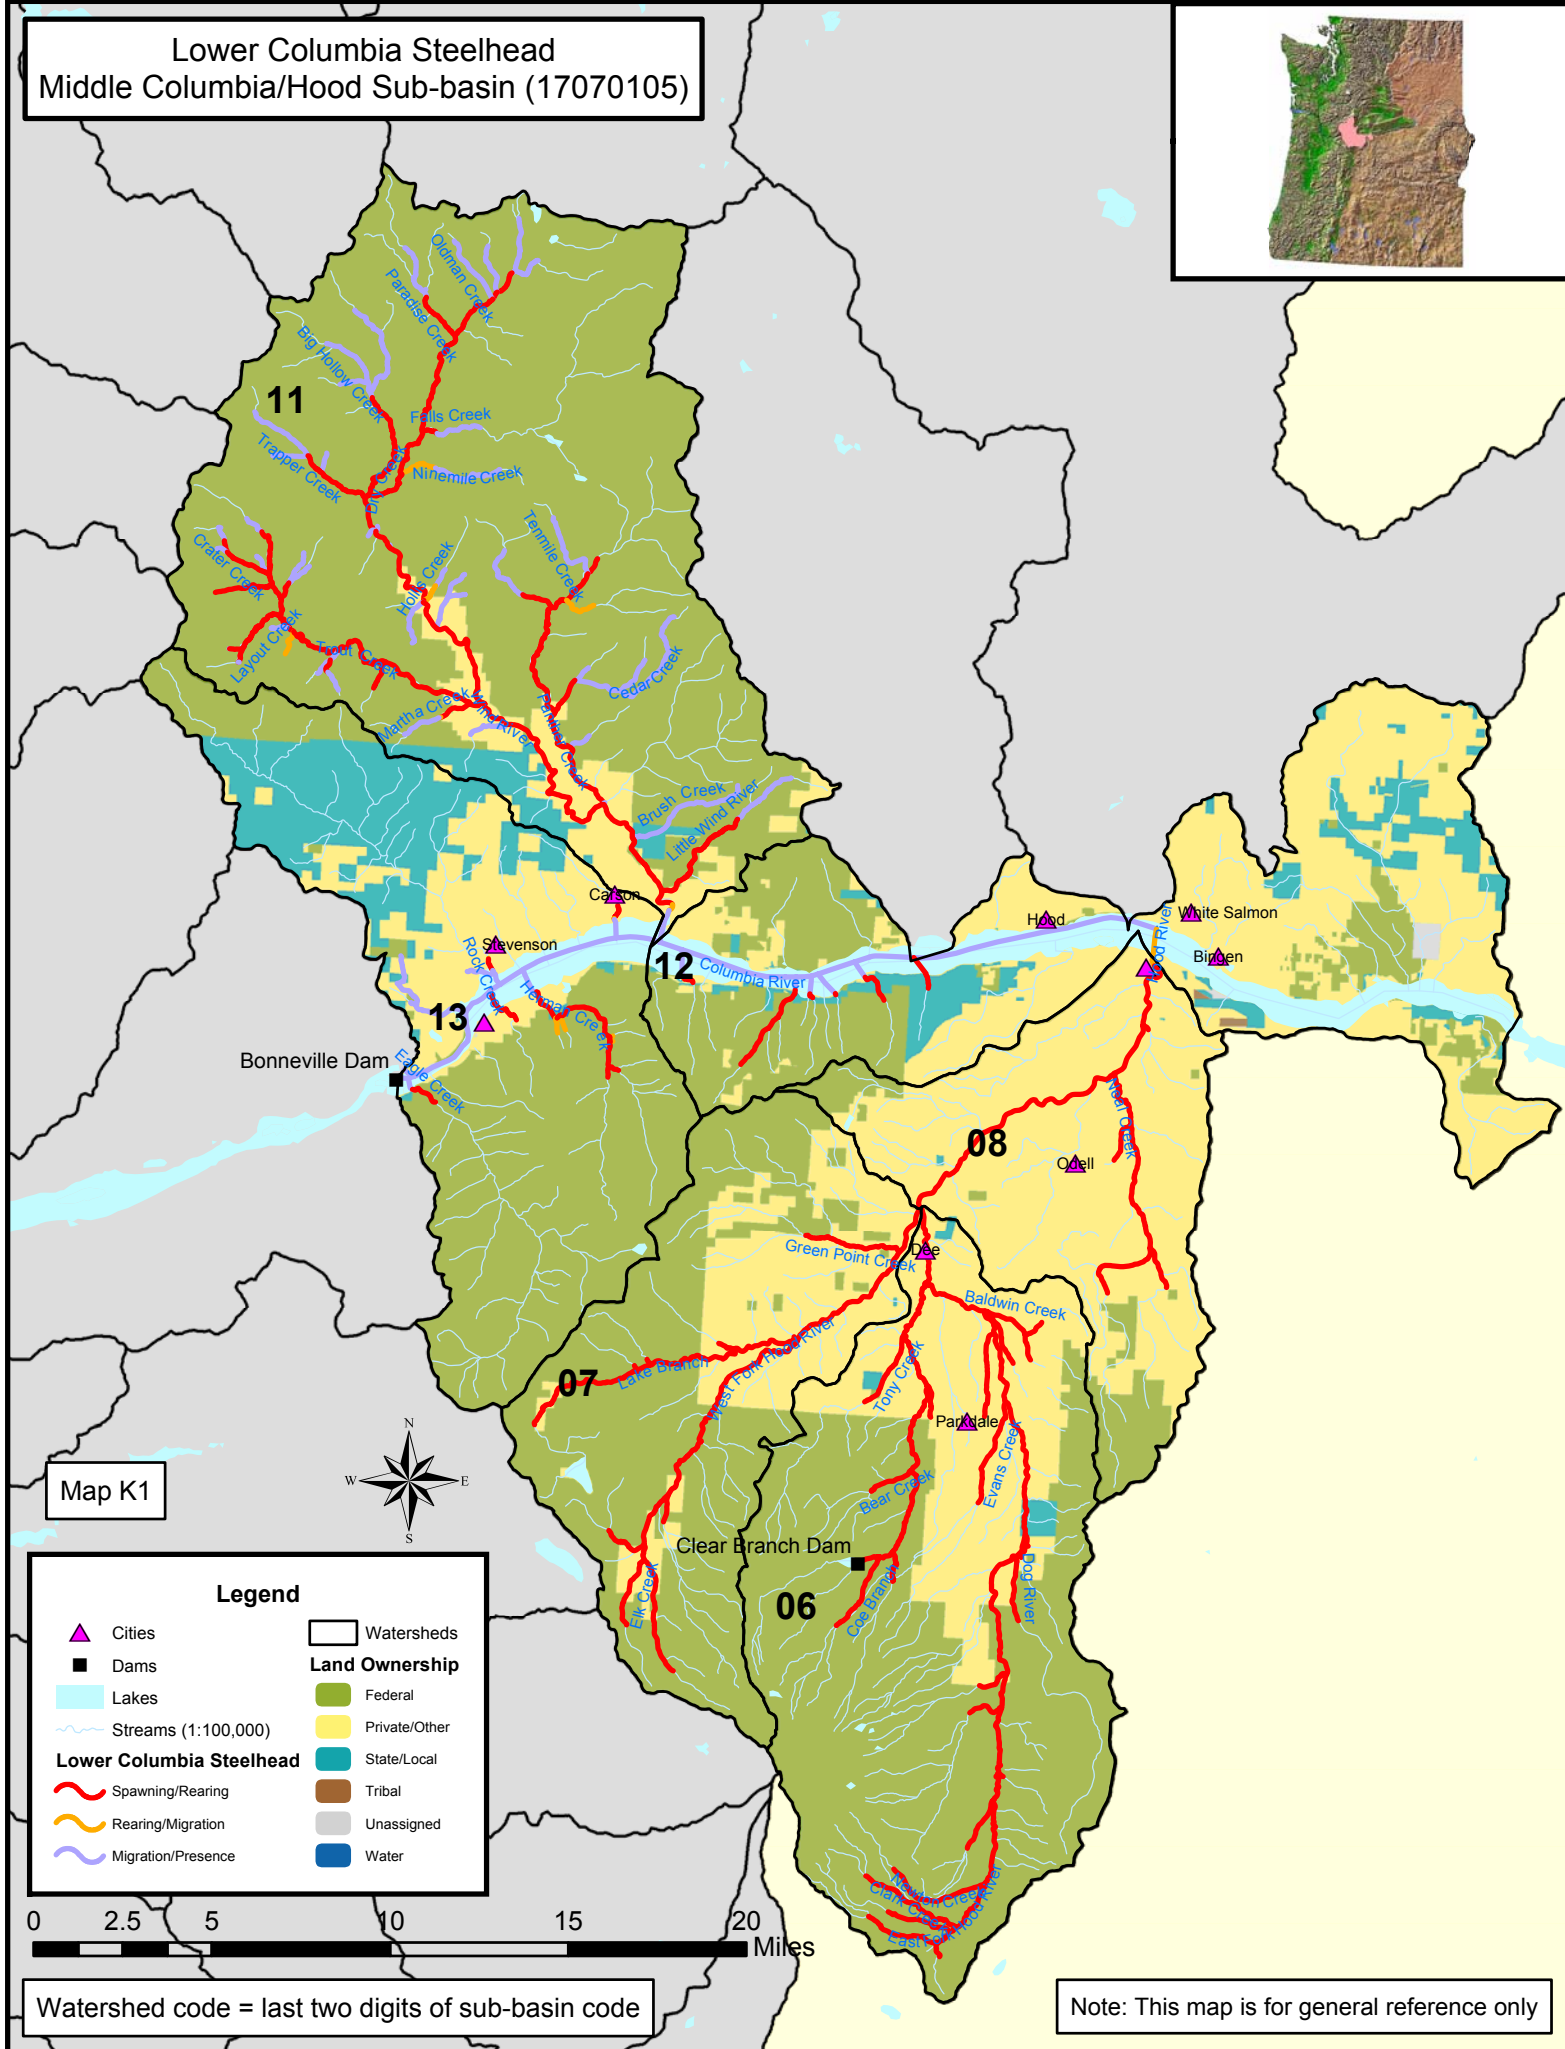 Lower Columbia Steelhead
Middle Columbia/Hood Sub-basin (17070105)
Oldman Creek
Paradise Creek
Big Hollow Creek
11
Falls Creek
Trapper Creek
Dry Creek
Ninemile Creek
Tenmile Creek
Crater Creek
Hollis Creek
Layout Creek
Trout Creek
Cedar Creek
Martha Creek
Wind River
Panther Creek
Brush Creek
Little Wind River
Carson
Hood
White Salmon
Stevenson
Hood River
Bingen
Rock Creek
12
Columbia River
Herman Creek
13
Bonneville Dam
Eagle Creek
Neal Creek
08
Odell
Green Point Creek
Dee
Baldwin Creek
West Fork Hood River
Lake Branch
07
Tony Creek
Parkdale
Evans Creek
Bear Creek
N
W
E
S
Map K1
Clear Branch Dam
Dog River
Elk Creek
06
Coe Branch
Legend
Cities
Dams
Lakes
Streams (1:100,000)
Lower Columbia Steelhead
Spawning/Rearing
Rearing/Migration
Migration/Presence
Watersheds
Land Ownership
Federal
Private/Other
State/Local
Tribal
Unassigned
Water
Newton Creek
Clark Creek
East Fork Hood River
0 2.5 5 10 15 20
Miles
Watershed code = last two digits of sub-basin code
Note: This map is for general reference only